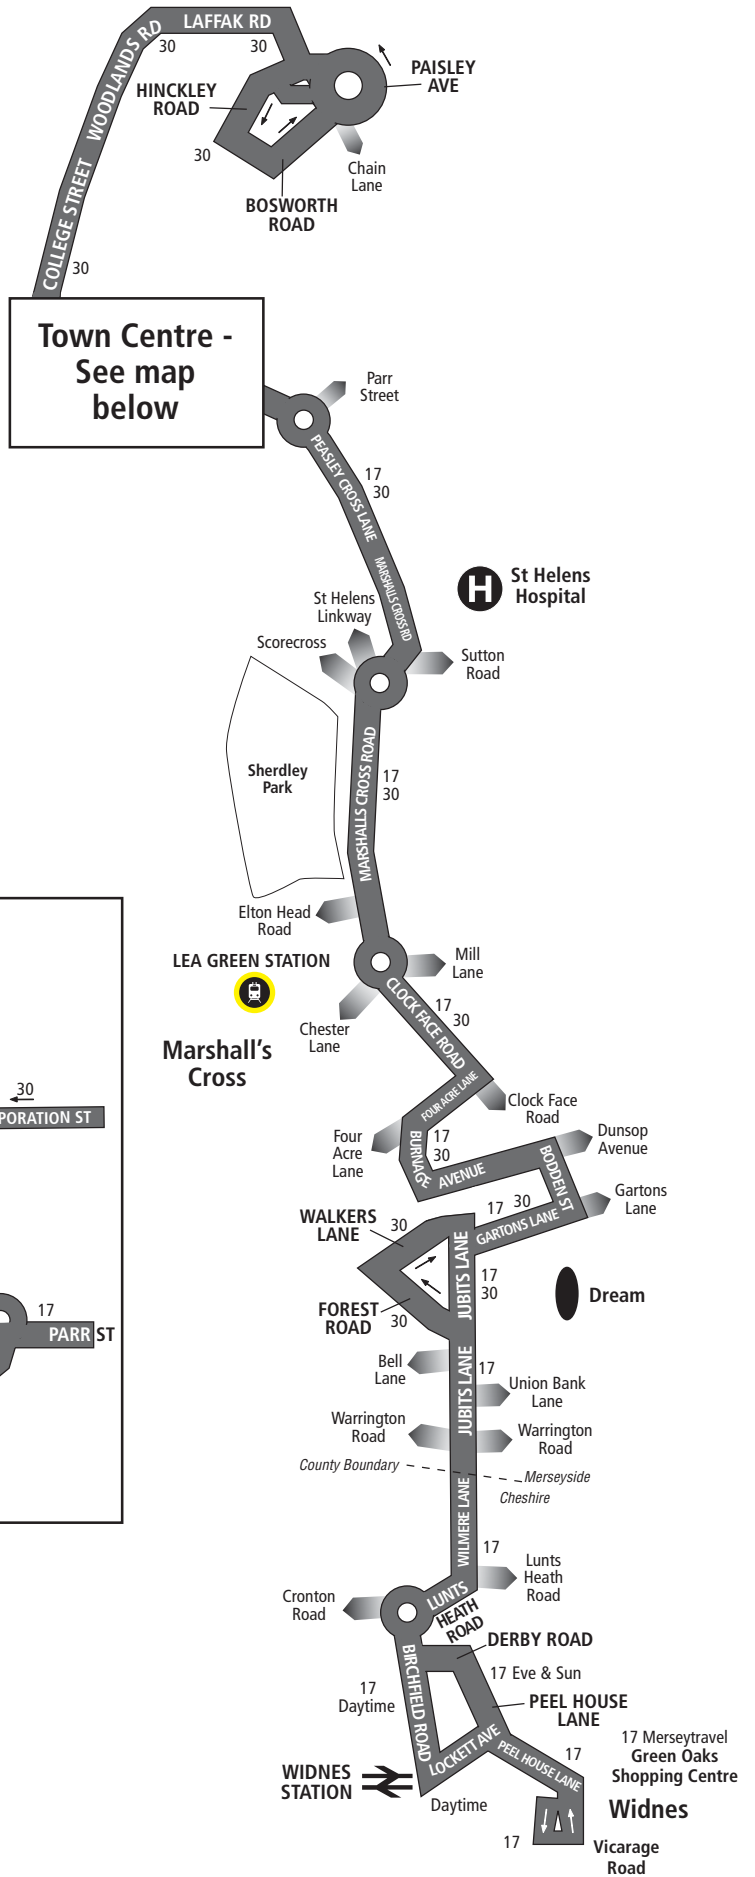 LAFFAK RD
WOODLANDS RD
30
30
PAISLEY
AVE
HINCKLEY
ROAD
30
Chain
Lane
BOSWORTH
ROAD
COLLEGE STREET
30
Town Centre -
See map
below
Parr
Street
PEASLEY CROSS LANE
17
30
MARSHALLS CROSS RD
H
St Helens
Hospital
St Helens
Linkway
Scorecross
Sutton
Road
Sherdley
Park
MARSHALLS CROSS ROAD
17
30
Elton Head
Road
LEA GREEN STATION
Mill
Lane
Chester
Lane
CLOCK FACE ROAD
17
30
Marshall's
Cross
FOUR ACRE LANE
Clock Face
Road
30
PORATION ST
Four
Acre
Lane
BURNAGE
AVENUE
17
30
Dunsop
Avenue
BODDEN ST
Gartons
Lane
17 30
GARTONS LANE
WALKERS
LANE
30
JUBITS LANE
17
30
Dream
FOREST
ROAD
30
17
PARR ST
Bell
Lane
JUBITS LANE
17
Union Bank
Lane
Warrington
Road
Warrington
Road
County Boundary
Merseyside
Cheshire
WILMERE LANE
17
Lunts
Heath
Road
Cronton
Road
LUNTS
HEATH
ROAD
DERBY ROAD
BIRCHFIELD ROAD
17 Eve & Sun
17
Daytime
PEEL HOUSE
LANE
LOCKETT AVE
PEEL HOUSE LANE
17
17 Merseytravel
Green Oaks
Shopping Centre
WIDNES
STATION
Daytime
Widnes
17
Vicarage
Road